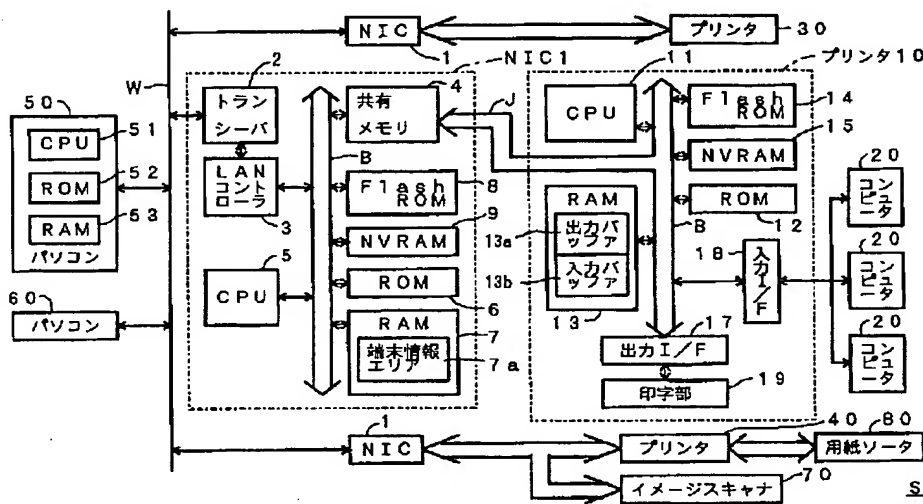 NIC
1
プリンタ
30
NIC1
プリンタ10
W
2
トラン
シーバ
LAN
コント
ローラ
3
4
共有
メモリ
J
B
Flash
ROM
8
9
NVRAM
5
CPU
ROM
6
RAM
7
端末情報
エリア
7a
11
CPU
Flash
ROM
14
15
NVRAM
ROM
12
RAM
出力バ
ッファ
13a
入力バ
ッファ
13b
13
B
18
入力I/F
17
出力I/F
19
印字部
20
コンピュータ
20
コンピュータ
20
コンピュータ
50
CPU
51
ROM
52
RAM
53
パソコン
60
パソコン
1
NIC
40
プリンタ
80
用紙ソータ
70
イメージスキャナ
S